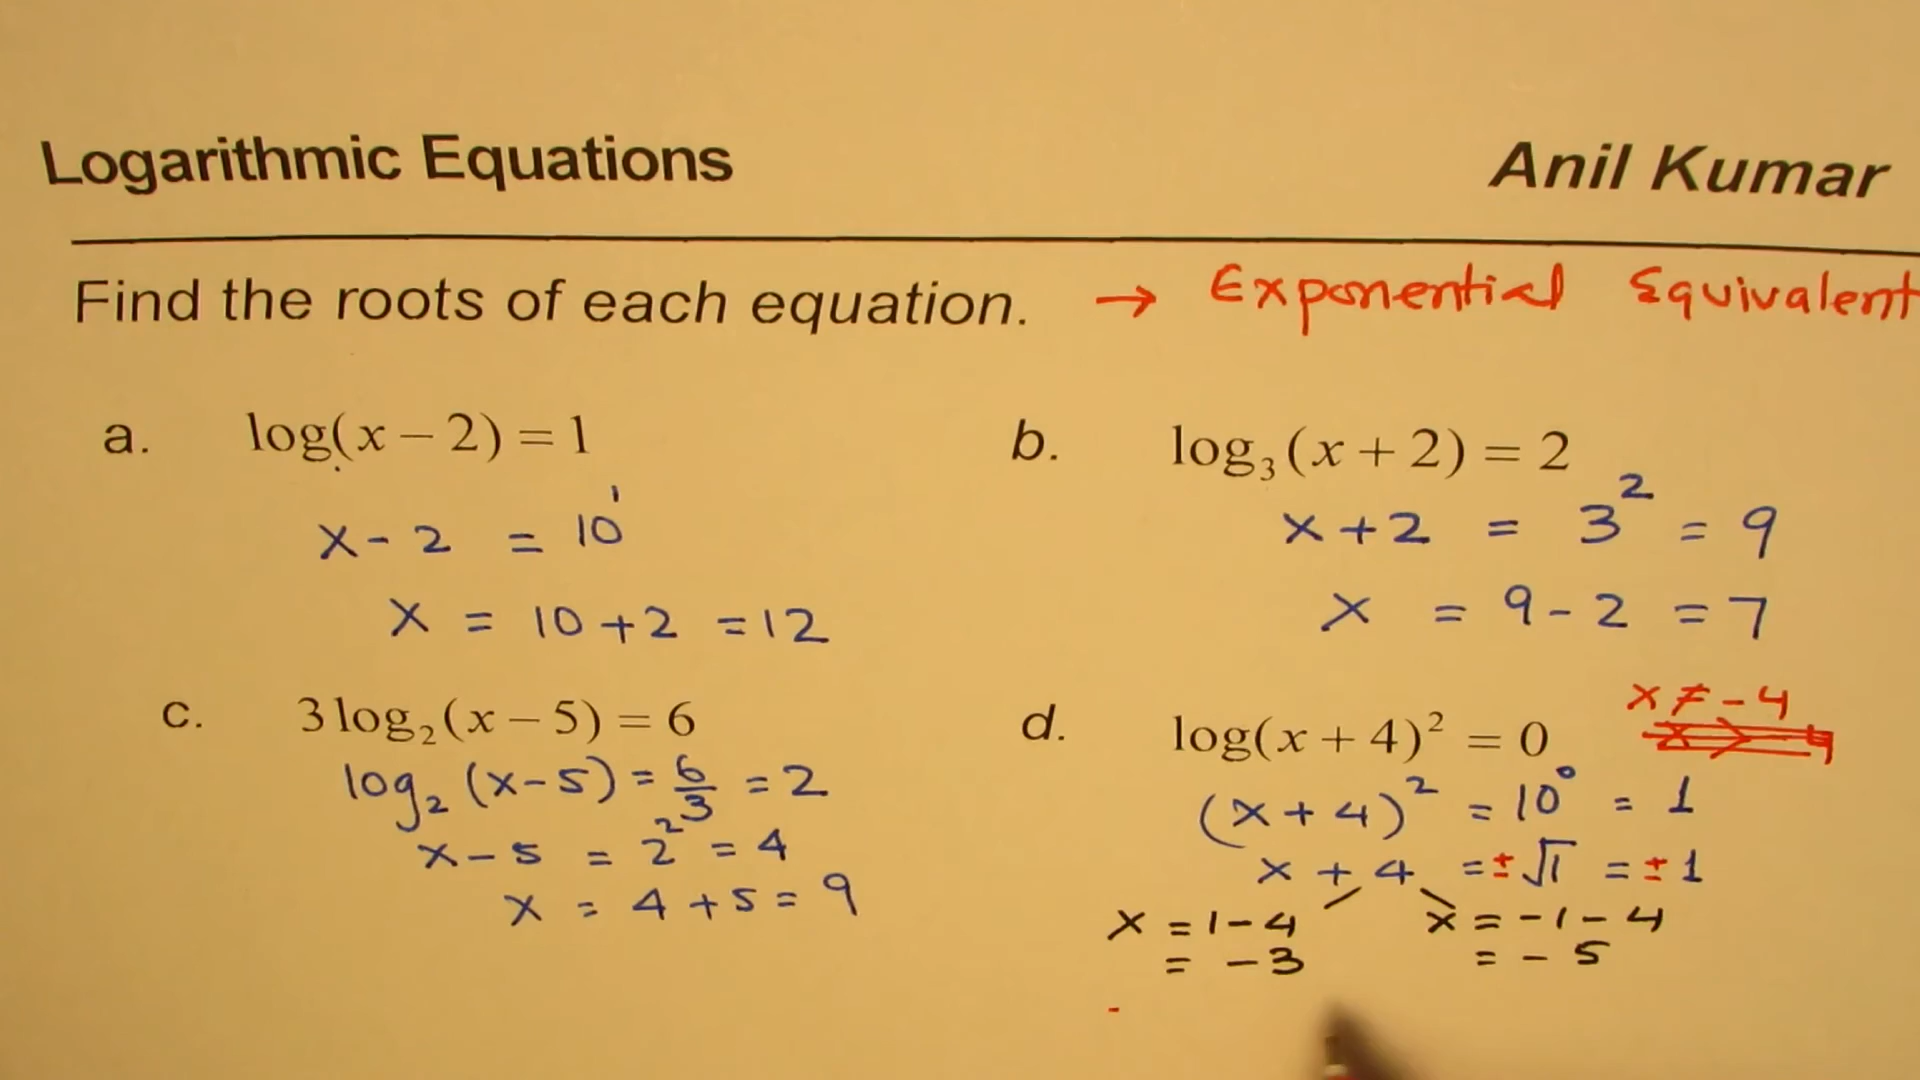 Logarithmic Equations Anil Kumar
Find the roots of each equation. → Exponential Equivalent
a. log(x − 2) = 1
x - 2 = 10¹
x = 10 + 2 = 12
b. log₃(x + 2) = 2
x + 2 = 3² = 9
x = 9 - 2 = 7
c. 3 log₂(x − 5) = 6
log₂ (x - 5) = 6/3 = 2
x - 5 = 2² = 4
x = 4 + 5 = 9
d. log(x + 4)² = 0 x ≠ -4
(x + 4)² = 10⁰ = 1
x + 4 = ± √1 = ± 1
x = 1 - 4 x = -1 - 4
= -3 = -5